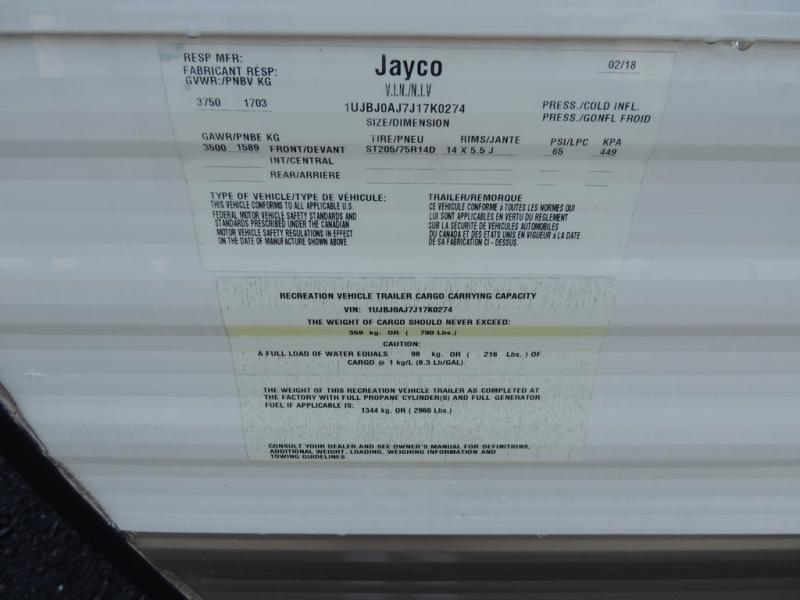 RESP MFR:
FABRICANT RESP:
GVWR:/PNBV KG
Jayco
02/18
V.I.N./N.I.V
3750 1703
1UJBJ0AJ7J17K0274
PRESS./COLD INFL.
PRESS./GONFL FROID
SIZE/DIMENSION
GAWR/PNBE KG TIRE/PNEU RIMS/JANTE PSI/LPC KPA
3500 1589 FRONT/DEVANT ST205/75R14D 14 X 5.5 J 65 449
INT/CENTRAL
REAR/ARRIÈRE
TYPE OF VEHICLE/TYPE DE VÉHICULE:
THIS VEHICLE CONFORMS TO ALL APPLICABLE U.S.
FEDERAL MOTOR VEHICLE SAFETY STANDARDS AND
STANDARDS PRESCRIBED UNDER THE CANADIAN
MOTOR VEHICLE SAFETY REGULATIONS IN EFFECT
ON THE DATE OF MANUFACTURE SHOWN ABOVE.
TRAILER/REMORQUE
CE VÉHICULE CONFORME à TOUTES LES NORMES QUI
LUI SONT APPLICABLES EN VERTU DU RÈGLEMENT
SUR LA SÉCURITÉ DE VÉHICULES AUTOMOBILES
DU CANADA ET DES ETATS UNIS EN VIGUEUR à LA DATE
DE SA FABRICATION CI - DESSUS.
RECREATION VEHICLE TRAILER CARGO CARRYING CAPACITY
VIN: 1UJBJ0AJ7J17K0274
THE WEIGHT OF CARGO SHOULD NEVER EXCEED:
359 kg. OR ( 790 Lbs.)
CAUTION:
A FULL LOAD OF WATER EQUALS 98 kg. OR ( . 216 Lbs. ) OF
CARGO @ 1 kg/L (8.3 Lb/GAL).
THE WEIGHT OF THIS RECREATION VEHICLE TRAILER AS COMPLETED AT
THE FACTORY WITH FULL PROPANE CYLINDER(S) AND FULL GENERATOR
FUEL IF APPLICABLE IS:
1344 kg. OR ( 2960 Lbs.)
CONSULT YOUR DEALER AND SEE OWNER'S MANUAL FOR DEFINITIONS,
ADDITIONAL WEIGHT, LOADING, WEIGHING INFORMATION AND
TOWING GUIDELINES